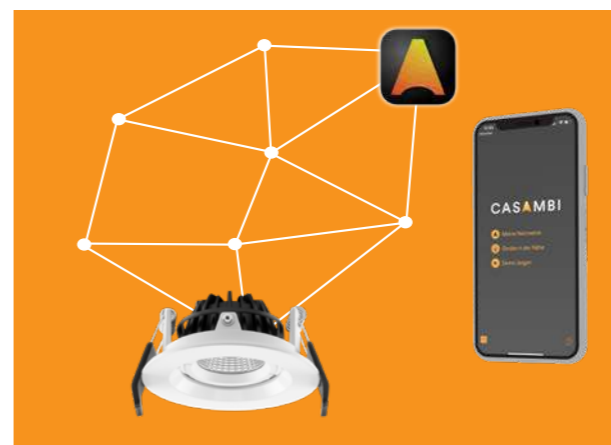 CASAMBI
Meine Netzwerke
Geräte in der Nähe
Demo zeigen